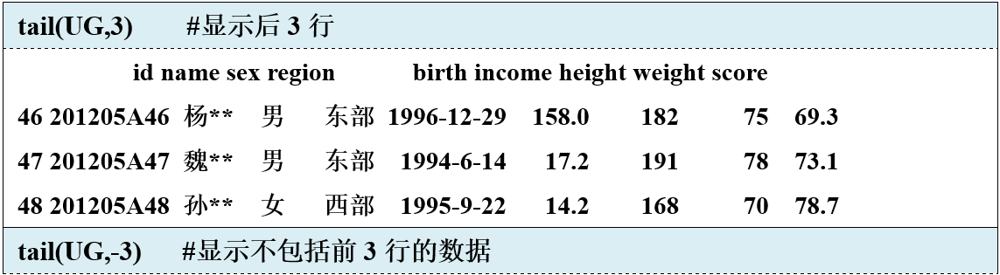 tail(UG,3) #显示后 3 行
id name sex region birth income height weight score
46 201205A46 杨** 男 东部 1996-12-29 158.0 182 75 69.3
47 201205A47 魏** 男 东部 1994-6-14 17.2 191 78 73.1
48 201205A48 孙** 女 西部 1995-9-22 14.2 168 70 78.7
tail(UG,-3) #显示不包括前 3 行的数据